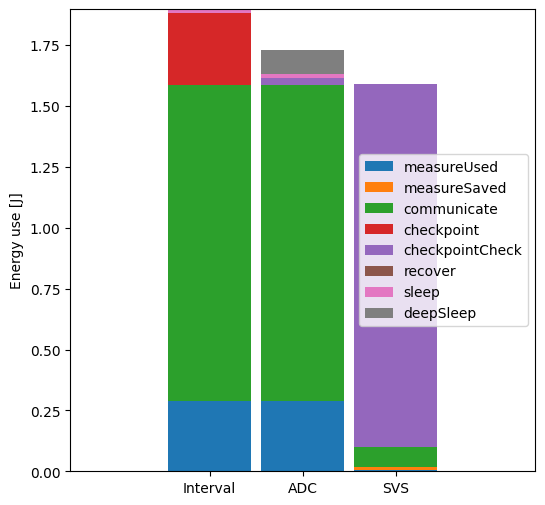 Energy use [J]
1.75
1.50
1.25
1.00
0.75
0.50
0.25
0.00
measureUsed
measureSaved
communicate
checkpoint
checkpointCheck
recover
sleep
deepSleep
Interval
ADC
SVS